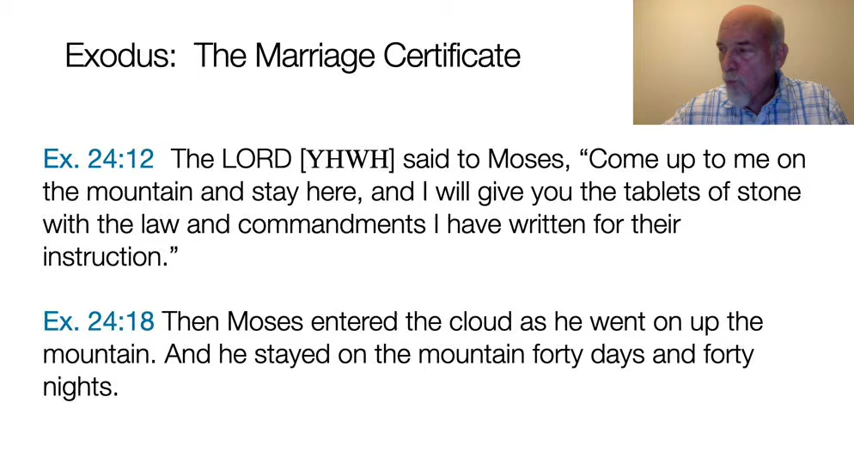 Exodus: The Marriage Certificate
Ex. 24:12 The LORD [YHWH] said to Moses, “Come up to me on
the mountain and stay here, and I will give you the tablets of stone
with the law and commandments I have written for their
instruction.”
Ex. 24:18 Then Moses entered the cloud as he went on up the
mountain. And he stayed on the mountain forty days and forty
nights.